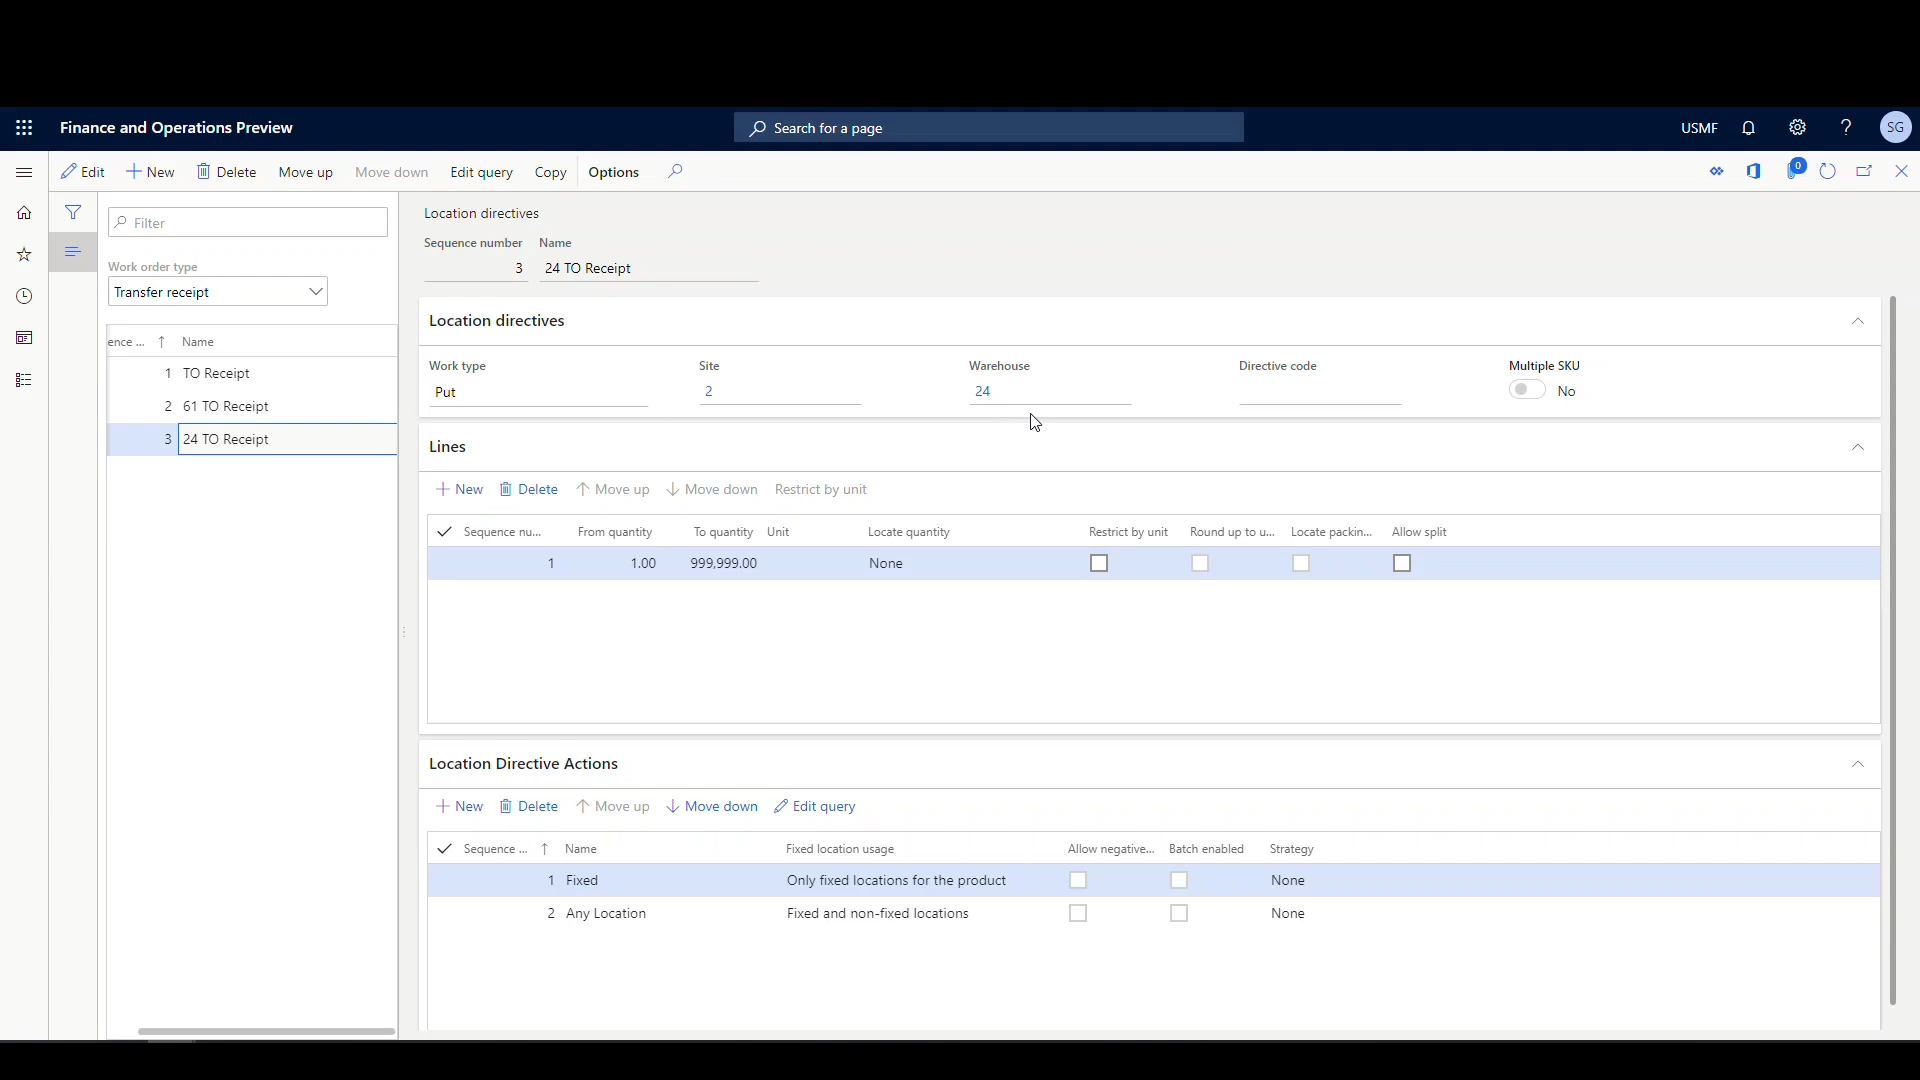 Finance and Operations Preview
Search for a page
USMF
SG
Edit
New
Delete
Move up
Move down
Edit query
Copy
Options
0
Filter
Work order type
Transfer receipt
ence ... Name
1 TO Receipt
2 61 TO Receipt
3 24 TO Receipt
Location directives
Sequence number Name
3 24 TO Receipt
Location directives
Work type Site Warehouse Directive code Multiple SKU
Put 2 24 No
Lines
New Delete Move up Move down Restrict by unit
Sequence nu... From quantity To quantity Unit Locate quantity Restrict by unit Round up to u... Locate packin... Allow split
1 1.00 999,999.00 None
Location Directive Actions
New Delete Move up Move down Edit query
Sequence ... Name Fixed location usage Allow negative... Batch enabled Strategy
1 Fixed Only fixed locations for the product None
2 Any Location Fixed and non-fixed locations None